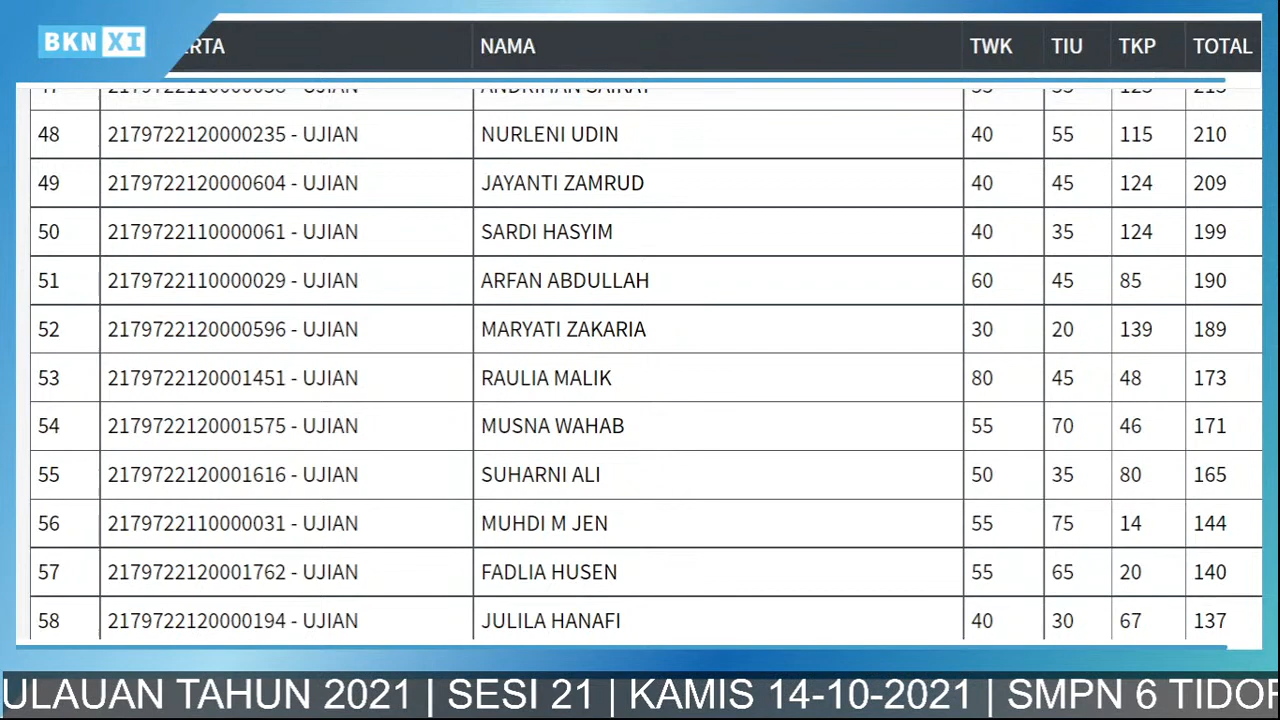 BKN XI
NAMA TWK TIU TKP TOTAL
48 2179722120000235 - UJIAN NURLENI UDIN 40 55 115 210
49 2179722120000604 - UJIAN JAYANTI ZAMRUD 40 45 124 209
50 2179722110000061 - UJIAN SARDI HASYIM 40 35 124 199
51 2179722110000029 - UJIAN ARFAN ABDULLAH 60 45 85 190
52 2179722120000596 - UJIAN MARYATI ZAKARIA 30 20 139 189
53 2179722120001451 - UJIAN RAULIA MALIK 80 45 48 173
54 2179722120001575 - UJIAN MUSNA WAHAB 55 70 46 171
55 2179722120001616 - UJIAN SUHARNI ALI 50 35 80 165
56 2179722110000031 - UJIAN MUHDI M JEN 55 75 14 144
57 2179722120001762 - UJIAN FADLIA HUSEN 55 65 20 140
58 2179722120000194 - UJIAN JULILA HANAFI 40 30 67 137
ULAUAN TAHUN 2021 | SESI 21 | KAMIS 14-10-2021 | SMPN 6 TIDOR